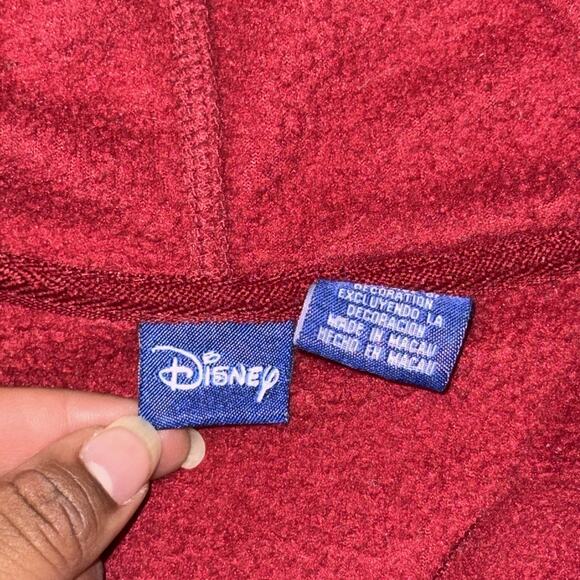 Disney
DECORATION
EXCLUYENDO LA
DECORACION
MADE IN MACAU
HECHO EN MACAU